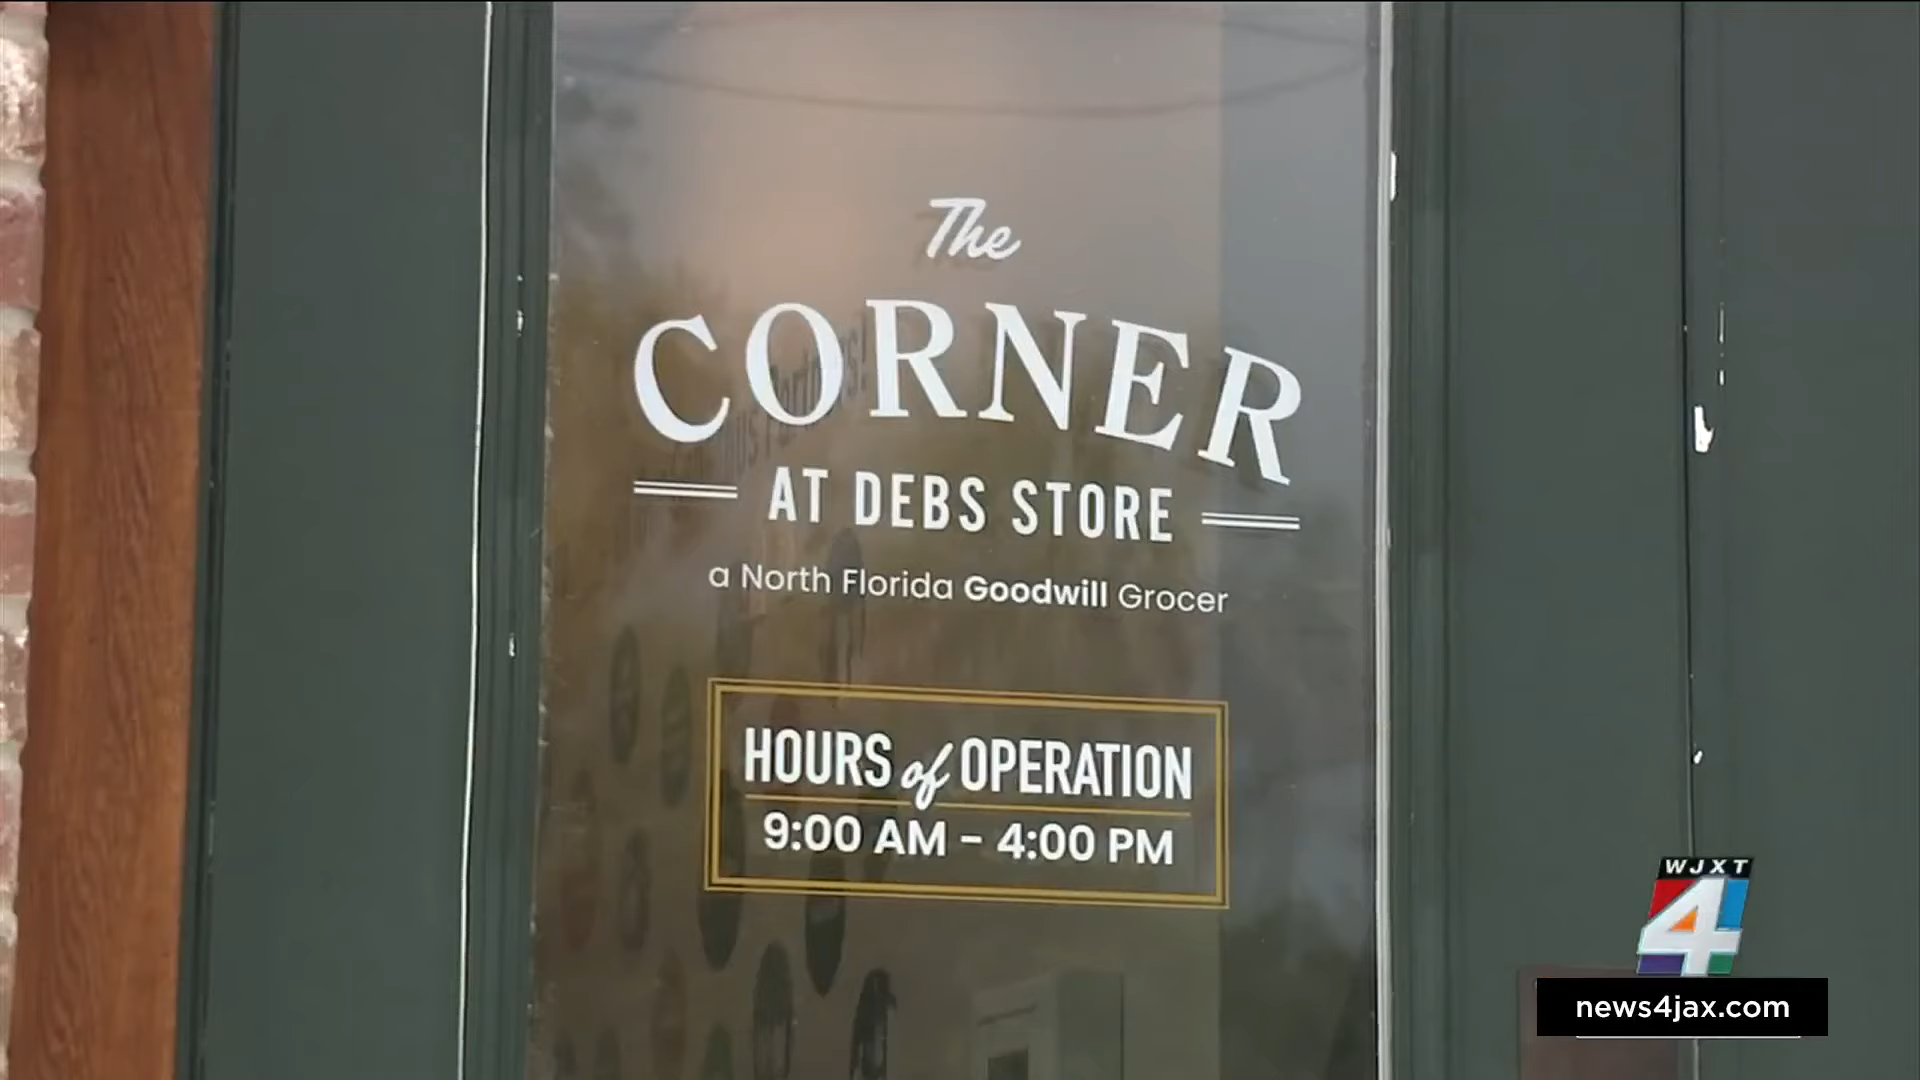 The
CORNER
AT DEBS STORE
a North Florida Goodwill Grocer
HOURS of OPERATION
9:00 AM - 4:00 PM
WJXT
4
news4jax.com